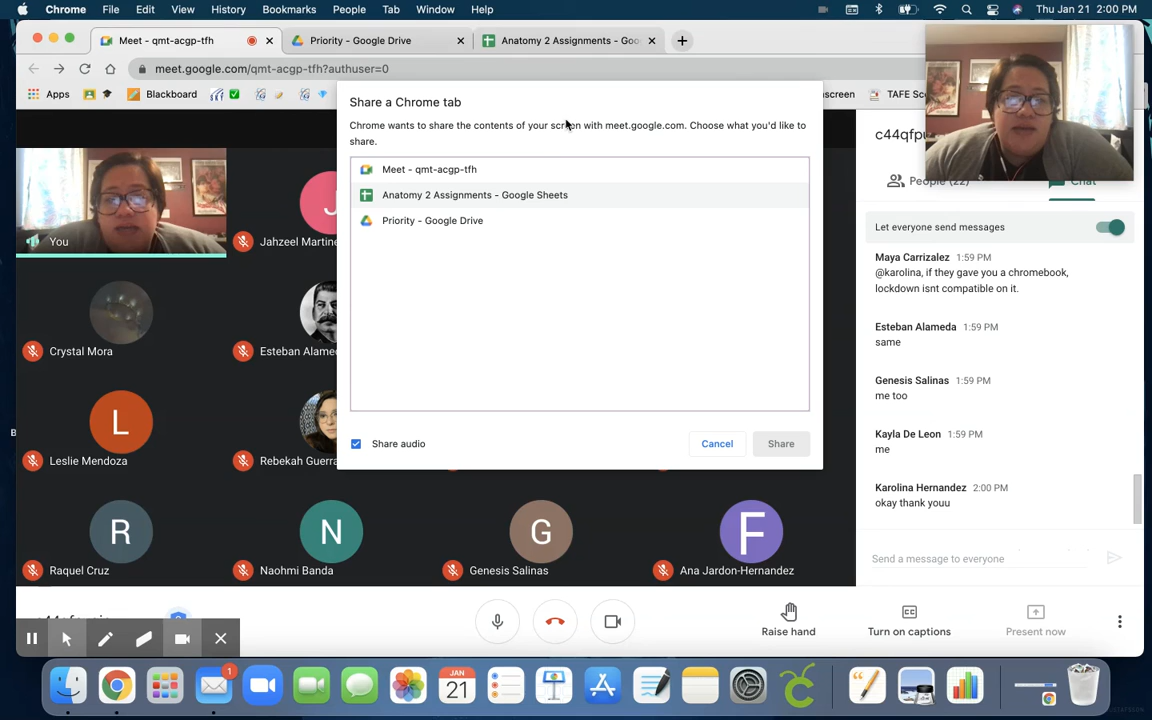 Chrome File Edit View History Bookmarks People Tab Window Help Thu Jan 21 2:00 PM
Meet - qmt-acgp-tfh Priority - Google Drive Anatomy 2 Assignments - Goo
meet.google.com/qmt-acgp-tfh?authuser=0
Apps Blackboard screen TAFE Sc
Share a Chrome tab
Chrome wants to share the contents of your screen with meet.google.com. Choose what you'd like to
share.
Meet - qmt-acgp-tfh
Anatomy 2 Assignments - Google Sheets
Priority - Google Drive
Share audio Cancel Share
You
J
Jahzeel Martine
Crystal Mora
Esteban Alame
L
Leslie Mendoza
Rebekah Guerra
R
Raquel Cruz
N
Naohmi Banda
G
Genesis Salinas
F
Ana Jardon-Hernandez
People (22) Chat
Let everyone send messages
Maya Carrizalez 1:59 PM
@karolina, if they gave you a chromebook,
lockdown isnt compatible on it.
Esteban Alameda 1:59 PM
same
Genesis Salinas 1:59 PM
me too
Kayla De Leon 1:59 PM
me
Karolina Hernandez 2:00 PM
okay thank youu
Send a message to everyone
Raise hand Turn on captions Present now
1
JAN
21